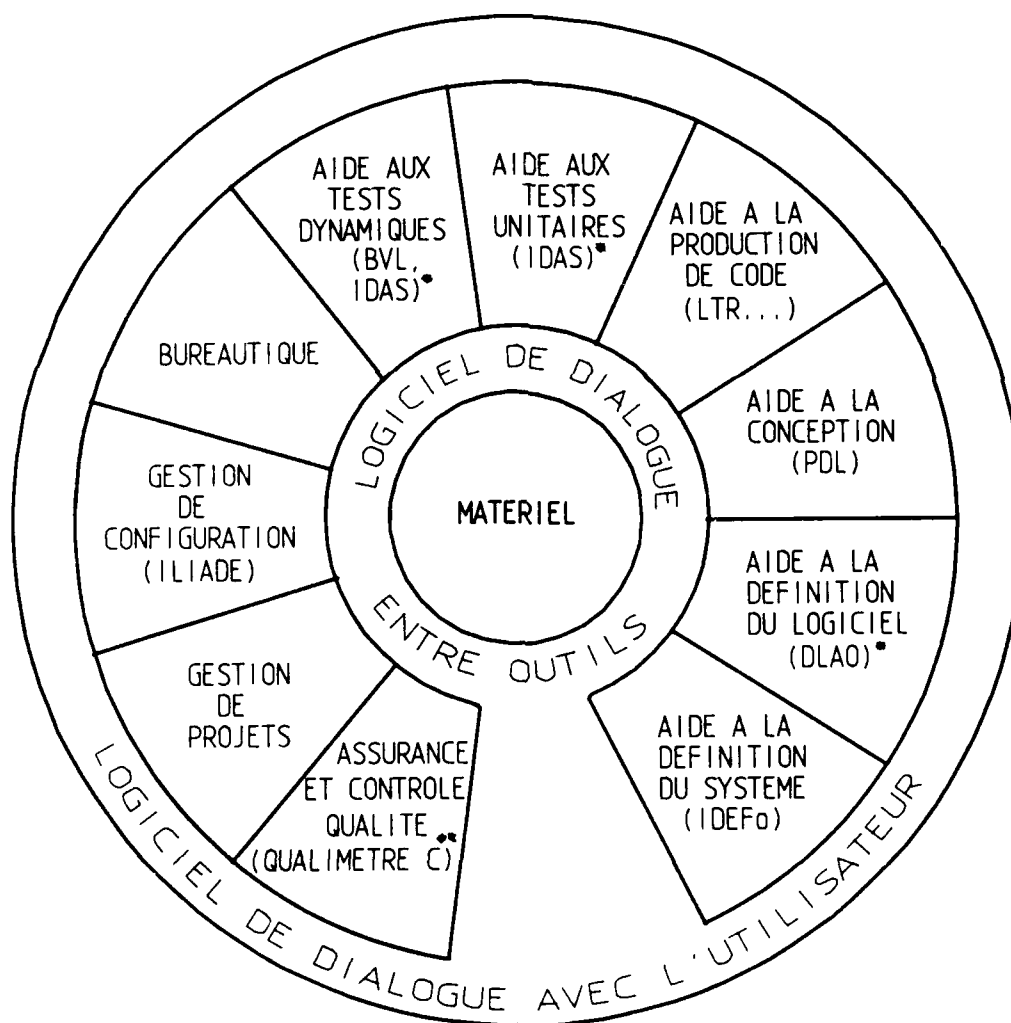 AIDE AUX
TESTS
DYNAMIQUES
(BVL,
IDAS)*
AIDE AUX
TESTS
UNITAIRES
(IDAS)*
AIDE A LA
PRODUCTION
DE CODE
(LTR...)
BUREAUTIQUE
AIDE A LA
CONCEPTION
(PDL)
LOGICIEL DE DIALOGUE
ENTRE OUTILS
MATERIEL
GESTION
DE
CONFIGURATION
(ILIADE)
AIDE A LA
DEFINITION
DU LOGICIEL
(DLAO)*
GESTION
DE
PROJETS
ASSURANCE
ET CONTROLE
QUALITE
(QUALIMETRE C)**
AIDE A LA
DEFINITION
DU SYSTEME
(IDEFo)
LOGICIEL DE DIALOGUE AVEC L'UTILISATEUR